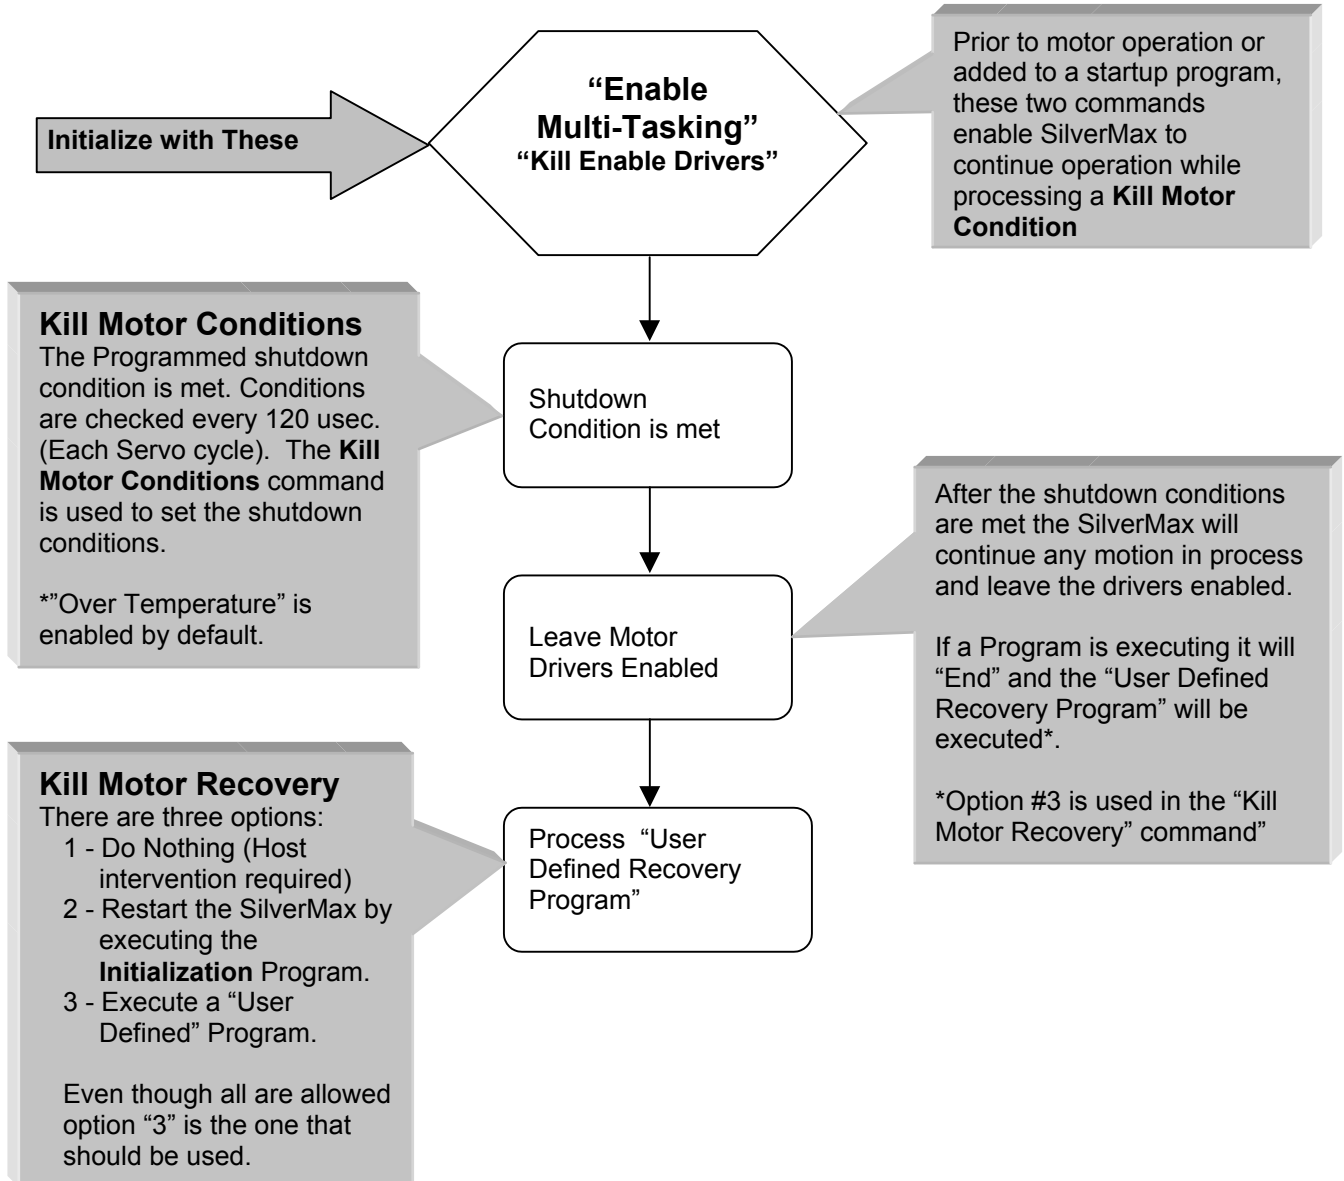 Initialize with These
“Enable
Multi-Tasking”
“Kill Enable Drivers”
Prior to motor operation or
added to a startup program,
these two commands
enable SilverMax to
continue operation while
processing a Kill Motor
Condition
Kill Motor Conditions
The Programmed shutdown
condition is met. Conditions
are checked every 120 usec.
(Each Servo cycle).  The Kill
Motor Conditions command
is used to set the shutdown
conditions.
*”Over Temperature” is
enabled by default.
Shutdown
Condition is met
After the shutdown conditions
are met the SilverMax will
continue any motion in process
and leave the drivers enabled.
If a Program is executing it will
“End” and the “User Defined
Recovery Program” will be
executed*.
*Option #3 is used in the “Kill
Motor Recovery” command”
Leave Motor
Drivers Enabled
Kill Motor Recovery
There are three options:
1 - Do Nothing (Host
intervention required)
2 - Restart the SilverMax by
executing the
Initialization Program.
3 - Execute a “User
Defined” Program.
Even though all are allowed
option “3” is the one that
should be used.
Process  “User
Defined Recovery
Program”